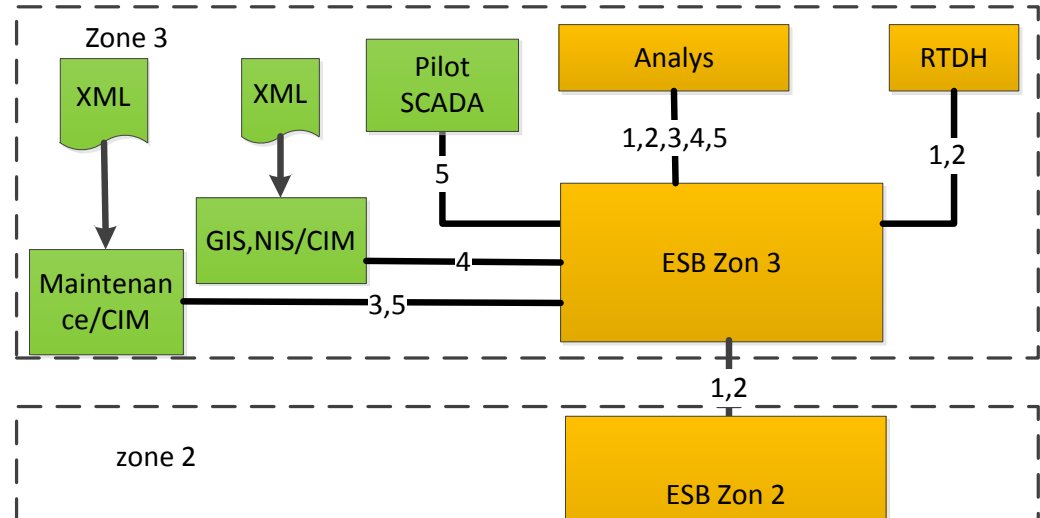 Zone 3
XML
XML
Pilot
SCADA
Analys
RTDH
5
1,2,3,4,5
1,2
GIS,NIS/CIM
4
ESB Zon 3
Maintenan
ce/CIM
3,5
1,2
zone 2
ESB Zon 2